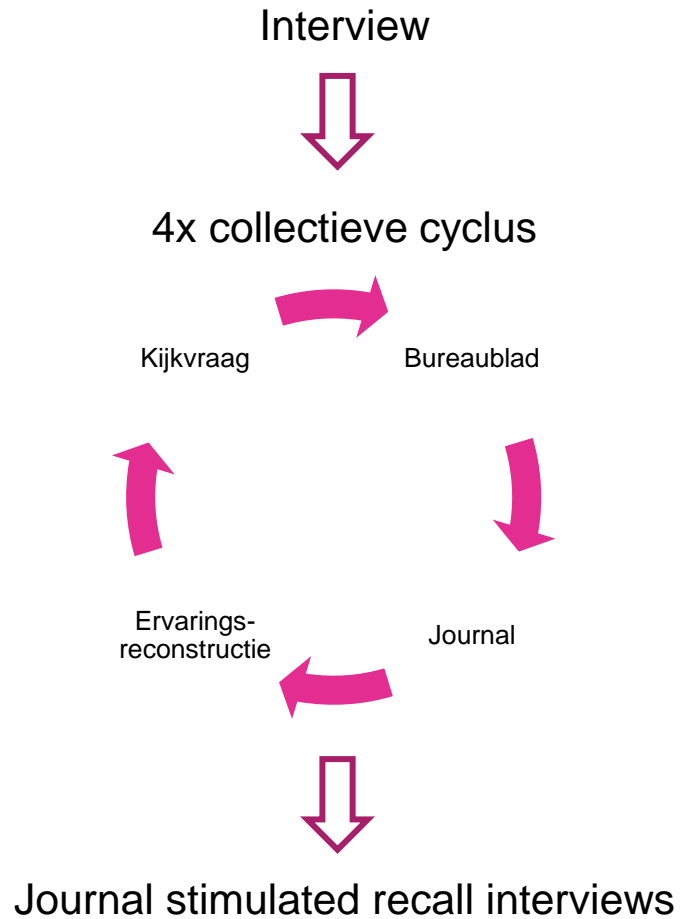 Interview
4x collectieve cyclus
Kijkvraag
Bureaublad
Ervarings-
reconstructie
Journal
Journal stimulated recall interviews